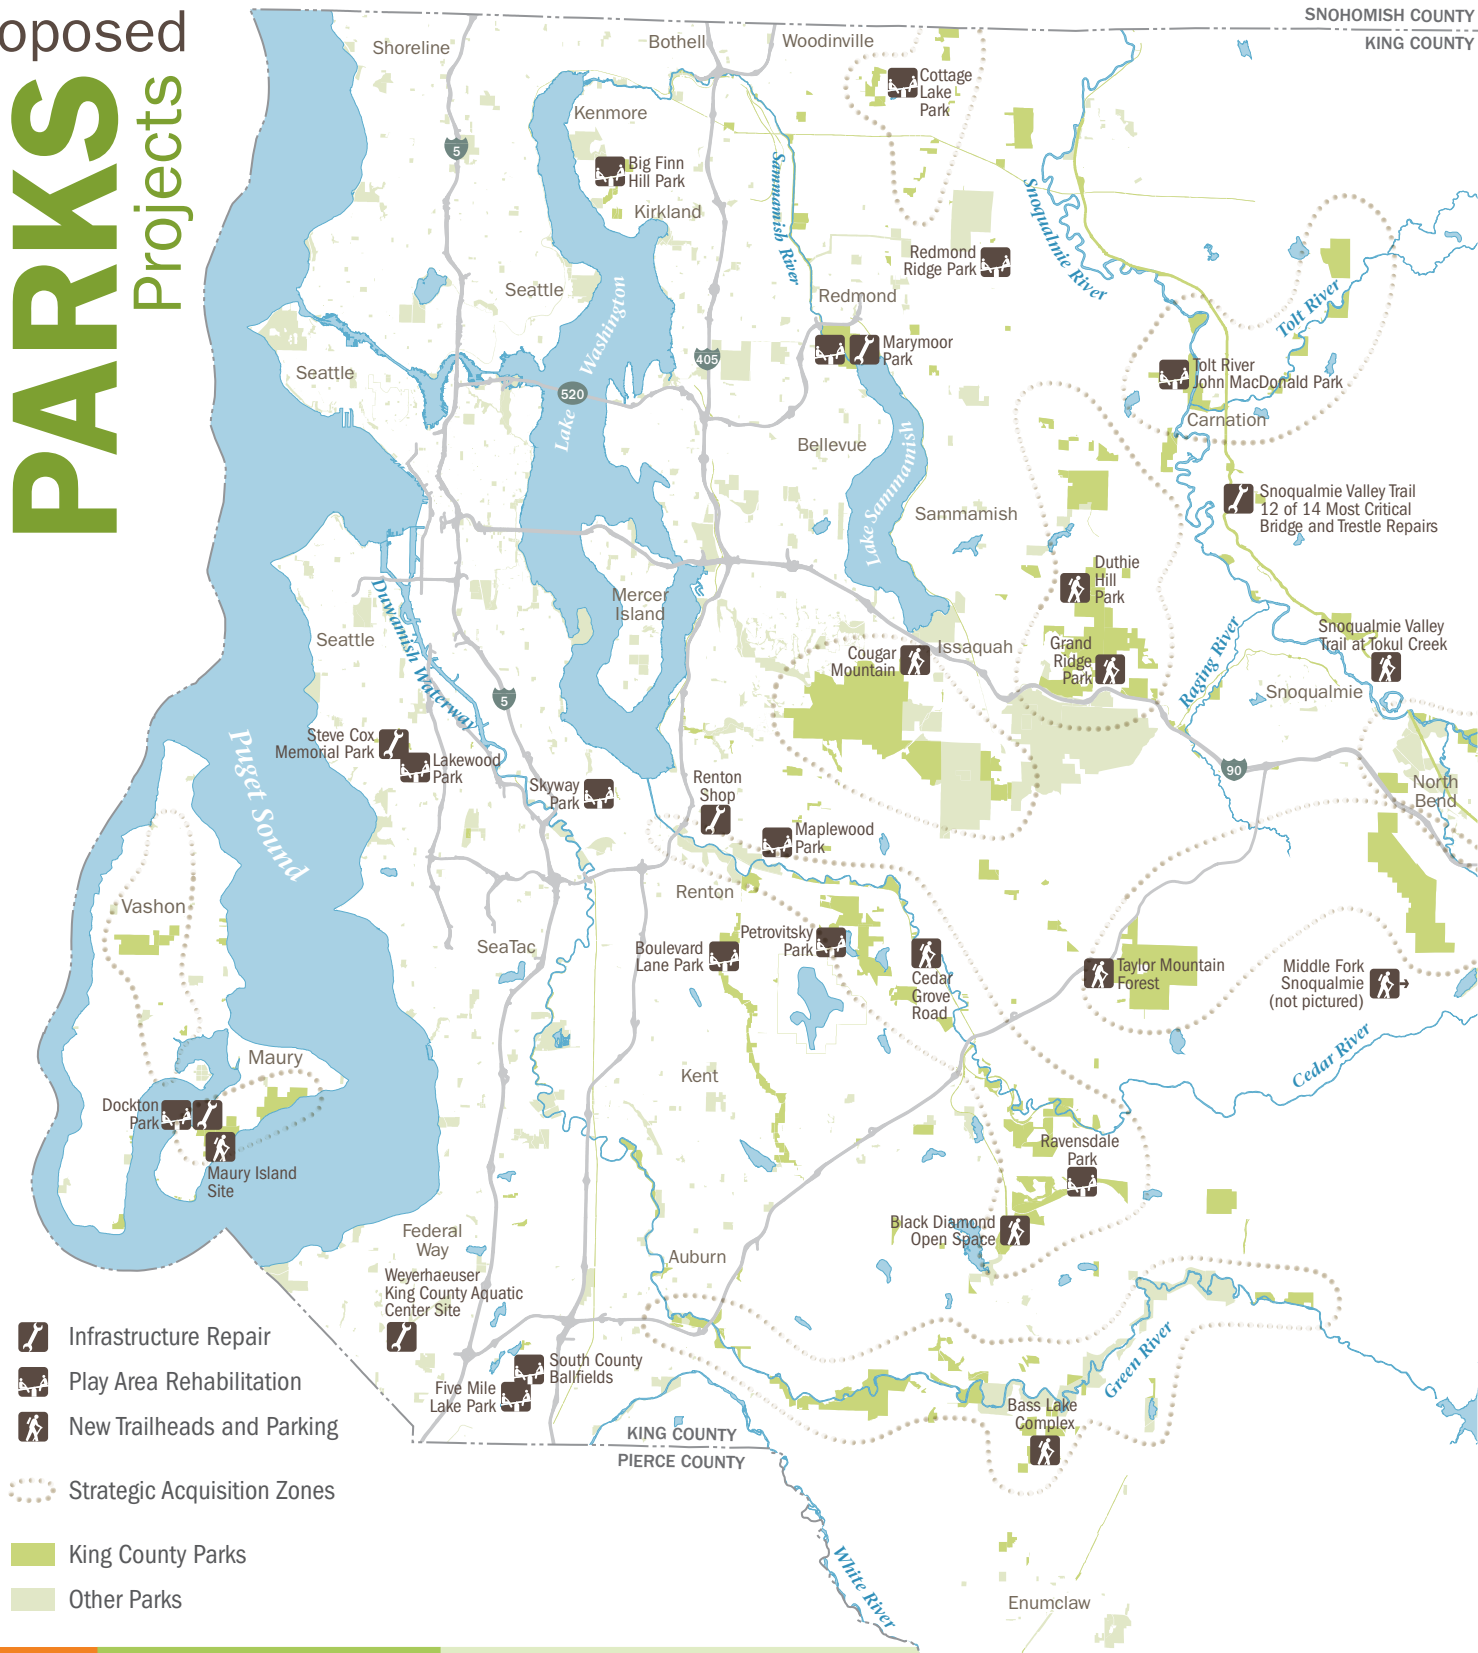 oposed
PARKS
Projects
SNOHOMISH COUNTY
KING COUNTY
Shoreline
Bothell
Woodinville
Cottage
Lake
Park
Kenmore
5
Big Finn
Hill Park
Kirkland
Sammamish River
Snoqualmie River
Redmond
Ridge Park
Seattle
Redmond
Tolt River
Lake Washington
405
Marymoor
Park
Seattle
520
Tolt River
John MacDonald Park
Carnation
Bellevue
Lake Sammamish
Sammamish
Snoqualmie Valley Trail
12 of 14 Most Critical
Bridge and Trestle Repairs
Duthie
Hill
Park
Mercer
Island
Duwamish Waterway
Seattle
Cougar
Mountain
Issaquah
Grand
Ridge
Park
Raging River
Snoqualmie Valley
Trail at Tokul Creek
Snoqualmie
5
Steve Cox
Memorial Park
Lakewood
Park
Puget Sound
Skyway
Park
Renton
Shop
90
North
Bend
Maplewood
Park
Renton
Vashon
SeaTac
Boulevard
Lane Park
Petrovitsky
Park
Cedar
Grove
Road
Taylor Mountain
Forest
Middle Fork
Snoqualmie
(not pictured)
Cedar River
Maury
Kent
Dockton
Park
Maury Island
Site
Ravensdale
Park
Black Diamond
Open Space
Federal
Way
Auburn
Weyerhaeuser
King County Aquatic
Center Site
South County
Ballfields
Five Mile
Lake Park
Green River
Bass Lake
Complex
KING COUNTY
PIERCE COUNTY
White River
Enumclaw
Infrastructure Repair
Play Area Rehabilitation
New Trailheads and Parking
Strategic Acquisition Zones
King County Parks
Other Parks